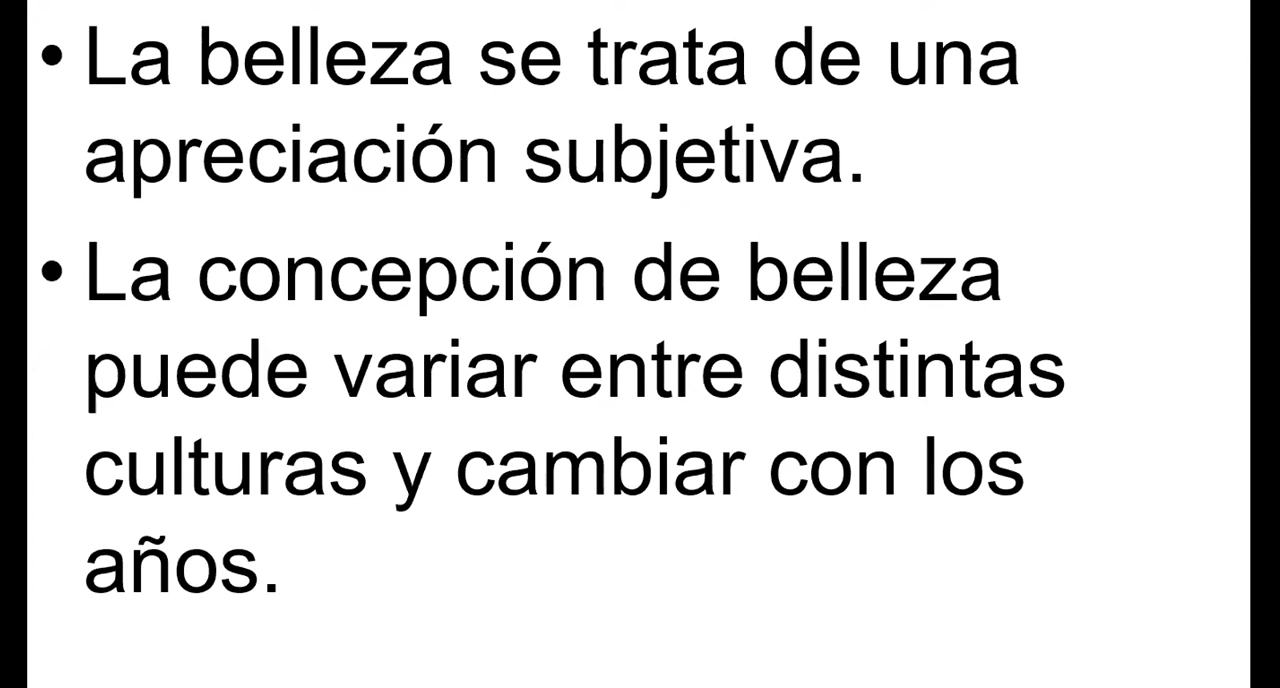 • La belleza se trata de una
apreciación subjetiva.
• La concepción de belleza
puede variar entre distintas
culturas y cambiar con los
años.